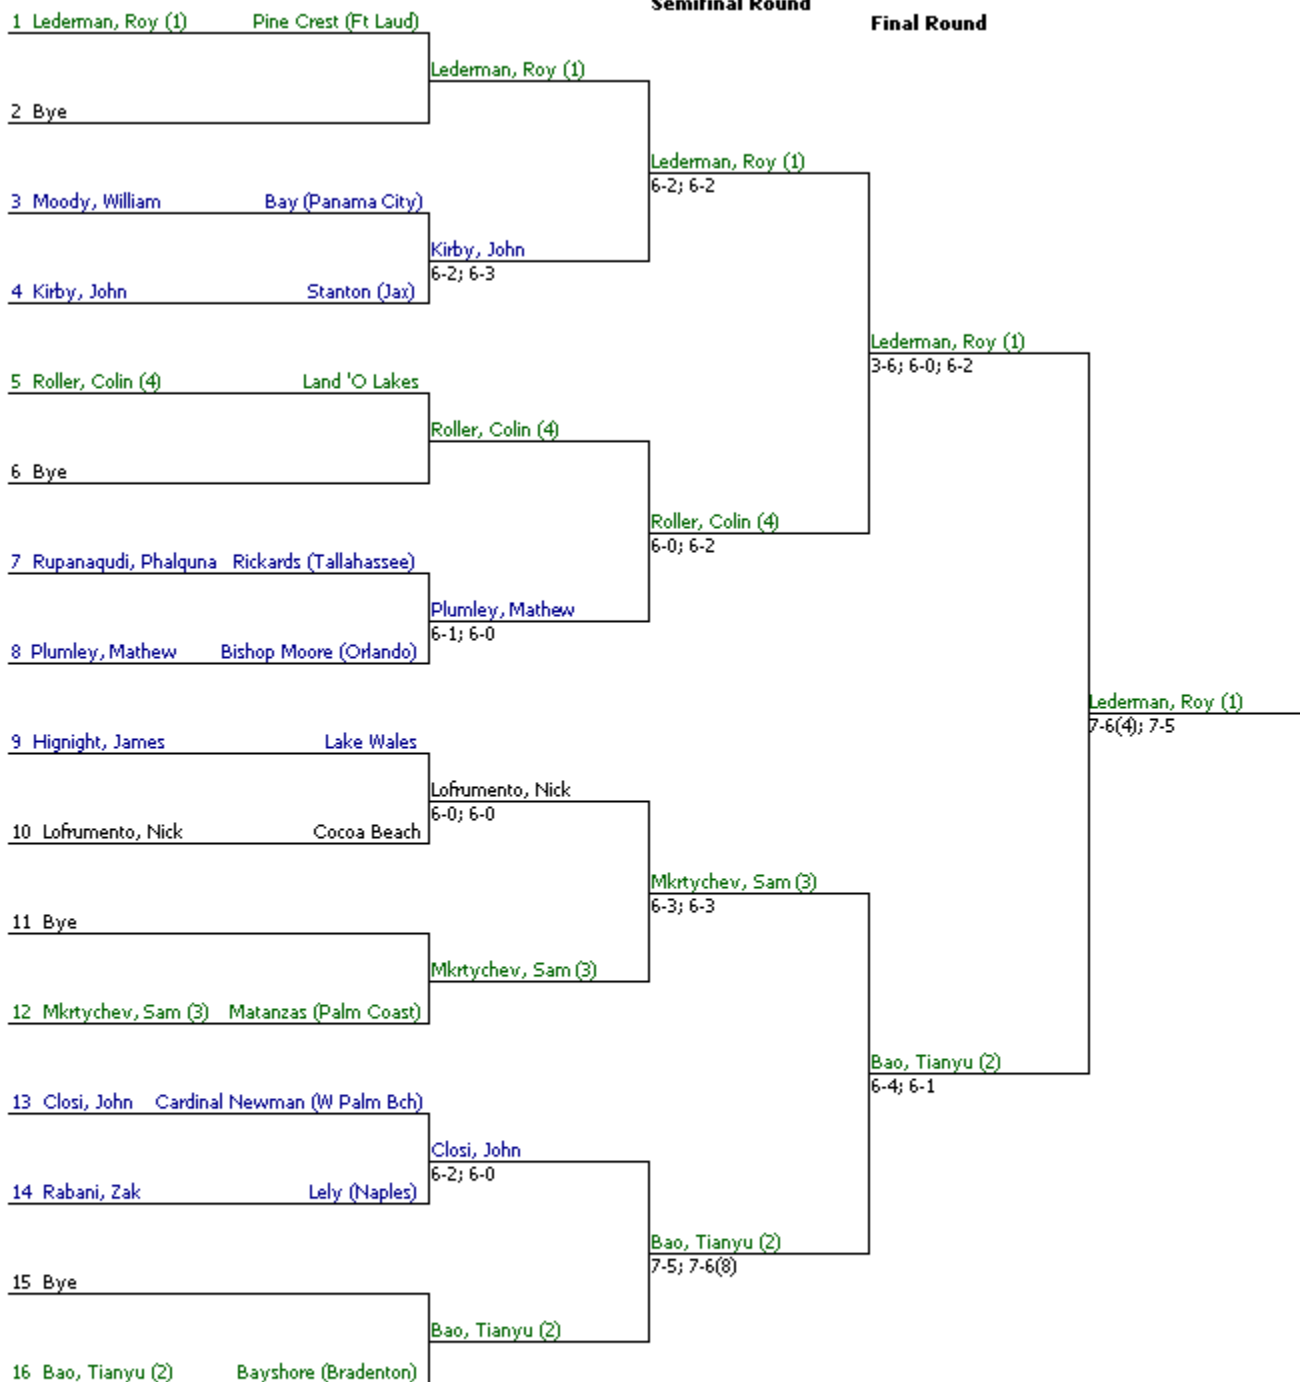 Semifinal Round
Final Round
1 Lederman, Roy (1) Pine Crest (Ft Laud)
Lederman, Roy (1)
2 Bye
Lederman, Roy (1)
6-2; 6-2
3 Moody, William Bay (Panama City)
Kirby, John
6-2; 6-3
4 Kirby, John Stanton (Jax)
Lederman, Roy (1)
3-6; 6-0; 6-2
5 Roller, Colin (4) Land 'O Lakes
Roller, Colin (4)
6 Bye
Roller, Colin (4)
6-0; 6-2
7 Rupanaqudi, Phalguna Rickards (Tallahassee)
Plumley, Mathew
6-1; 6-0
8 Plumley, Mathew Bishop Moore (Orlando)
Lederman, Roy (1)
7-6(4); 7-5
9 Hignight, James Lake Wales
Lofrumento, Nick
6-0; 6-0
10 Lofrumento, Nick Cocoa Beach
Mkrtychev, Sam (3)
6-3; 6-3
11 Bye
Mkrtychev, Sam (3)
12 Mkrtychev, Sam (3) Matanzas (Palm Coast)
Bao, Tianyu (2)
6-4; 6-1
13 Closi, John Cardinal Newman (W Palm Bch)
Closi, John
6-2; 6-0
14 Rabani, Zak Lely (Naples)
Bao, Tianyu (2)
7-5; 7-6(8)
15 Bye
Bao, Tianyu (2)
16 Bao, Tianyu (2) Bayshore (Bradenton)